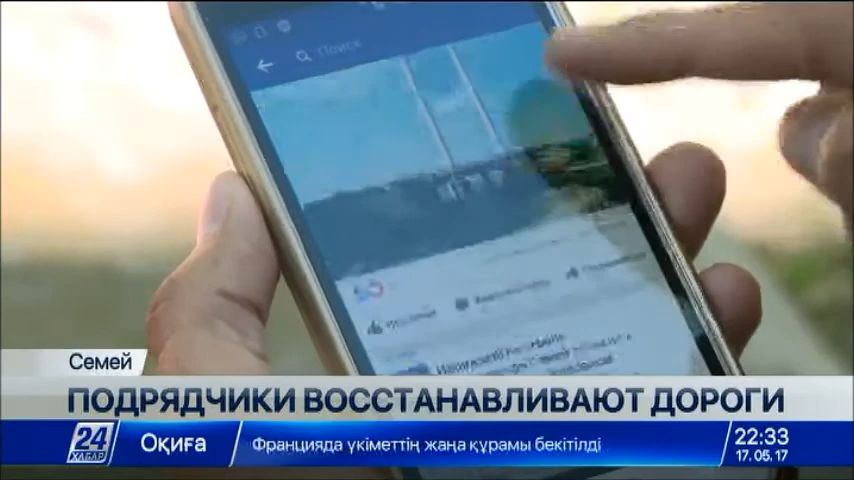 Поиск
Семей
ПОДРЯДЧИКИ ВОССТАНАВЛИВАЮТ ДОРОГИ
24
ХАБАР
Оқиға
Францияда үкіметтің жаңа құрамы бекітілді
22:33
17.05.17